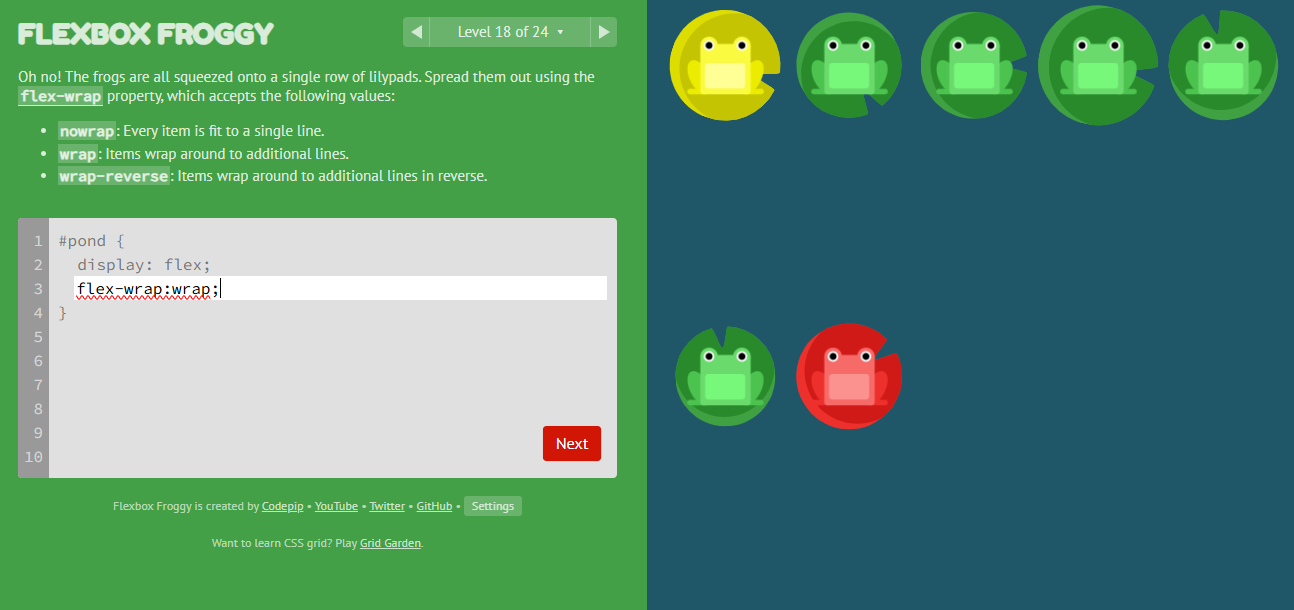 FLEXBOX FROGGY
Level 18 of 24
Oh no! The frogs are all squeezed onto a single row of lilypads. Spread them out using the
flex-wrap property, which accepts the following values:
• nowrap: Every item is fit to a single line.
• wrap: Items wrap around to additional lines.
• wrap-reverse: Items wrap around to additional lines in reverse.
1 #pond {
2 display: flex;
3 flex-wrap:wrap;
4 }
5
6
7
8
9
10
Next
Flexbox Froggy is created by Codepip • YouTube • Twitter • GitHub • Settings
Want to learn CSS grid? Play Grid Garden.